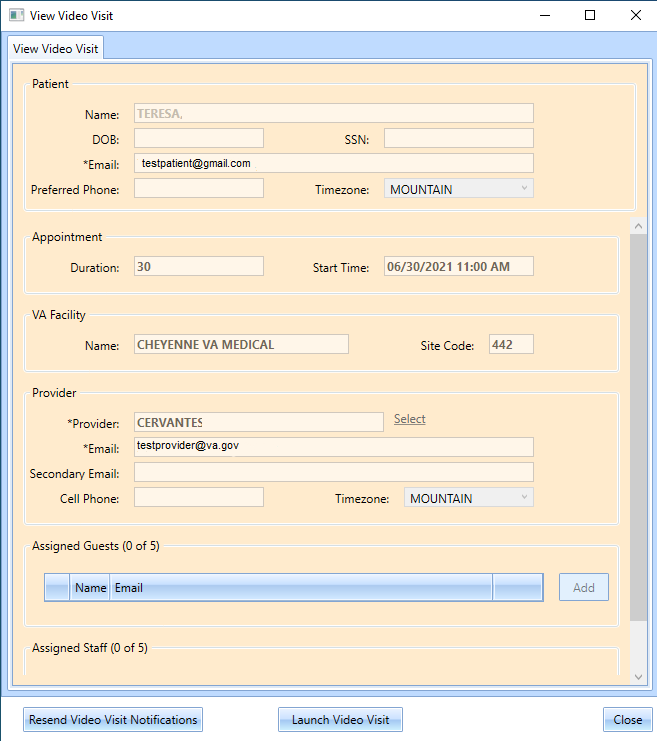 View Video Visit
View Video Visit
Patient
Name: TERESA,
DOB: SSN:
*Email: testpatient@gmail.com
Preferred Phone: Timezone: MOUNTAIN
Appointment
Duration: 30 Start Time: 06/30/2021 11:00 AM
VA Facility
Name: CHEYENNE VA MEDICAL Site Code: 442
Provider
*Provider: CERVANTES Select
*Email: testprovider@va.gov
Secondary Email:
Cell Phone: Timezone: MOUNTAIN
Assigned Guests (0 of 5)
Name Email Add
Assigned Staff (0 of 5)
Resend Video Visit Notifications Launch Video Visit Close